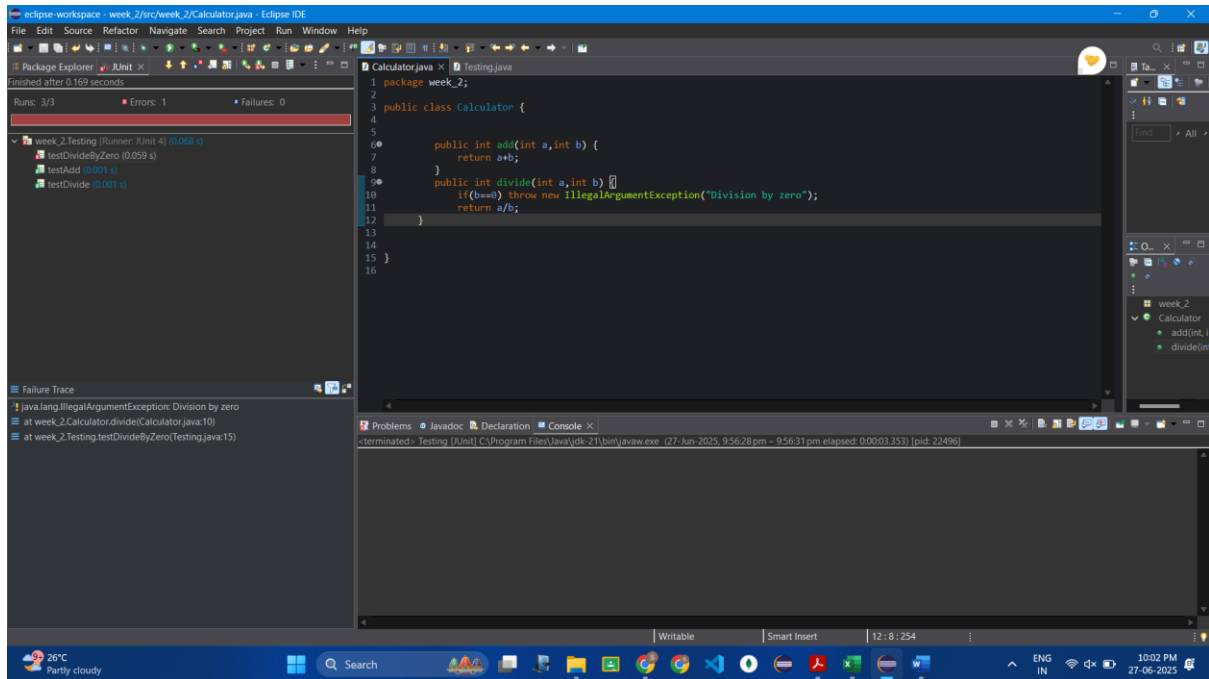 eclipse-workspace - week_2/src/week_2/Calculator.java - Eclipse IDE
File Edit Source Refactor Navigate Search Project Run Window Help
Package Explorer JUnit
Finished after 0.169 seconds
Runs: 3/3 Errors: 1 Failures: 0
week_2.Testing [Runner: JUnit 4] (0.068 s)
testDivideByZero (0.059 s)
testAdd (0.001 s)
testDivide (0.001 s)
Failure Trace
java.lang.IllegalArgumentException: Division by zero
at week_2.Calculator.divide(Calculator.java:10)
at week_2.Testing.testDivideByZero(Testing.java:15)
Calculator.java Testing.java
1 package week_2;
2
3 public class Calculator {
4
5
6 public int add(int a,int b) {
7 return a+b;
8 }
9 public int divide(int a,int b) {
10 if(b==0) throw new IllegalArgumentException("Division by zero");
11 return a/b;
12 }
13
14
15 }
16
Ta...
Find All
O...
week_2
Calculator
add(int, i
divide(in
Problems Javadoc Declaration Console
<terminated> Testing [JUnit] C:\Program Files\Java\jdk-21\bin\javaw.exe (27-Jun-2025, 9:56:28 pm – 9:56:31 pm elapsed: 0:00:03.353) [pid: 22496]
Writable Smart Insert 12 : 8 : 254
26°C
Partly cloudy
Search
ENG
IN
10:02 PM
27-06-2025